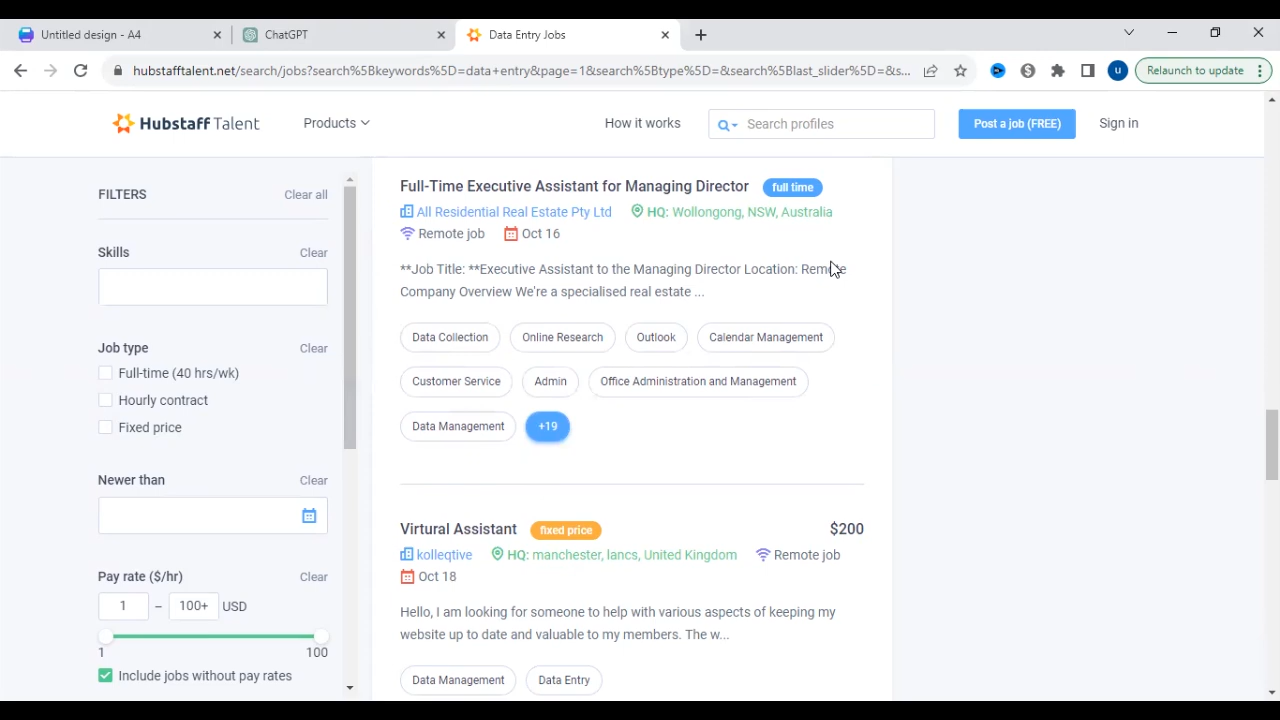 Untitled design - A4
ChatGPT
Data Entry Jobs
hubstafftalent.net/search/jobs?search%5Bkeywords%5D=data+entry&page=1&search%5Btype%5D=&search%5Blast_slider%5D=&s...
u
Relaunch to update
Hubstaff Talent
Products
How it works
Search profiles
Post a job (FREE)
Sign in
FILTERS
Clear all
Skills
Clear
Job type
Clear
Full-time (40 hrs/wk)
Hourly contract
Fixed price
Newer than
Clear
Pay rate ($/hr)
Clear
1 – 100+ USD
1 100
Include jobs without pay rates
Full-Time Executive Assistant for Managing Director full time
All Residential Real Estate Pty Ltd HQ: Wollongong, NSW, Australia
Remote job Oct 16
**Job Title: **Executive Assistant to the Managing Director Location: Remote
Company Overview We're a specialised real estate ...
Data Collection Online Research Outlook Calendar Management
Customer Service Admin Office Administration and Management
Data Management +19
Virtural Assistant fixed price $200
kolleqtive HQ: manchester, lancs, United Kingdom Remote job
Oct 18
Hello, I am looking for someone to help with various aspects of keeping my
website up to date and valuable to my members. The w...
Data Management Data Entry